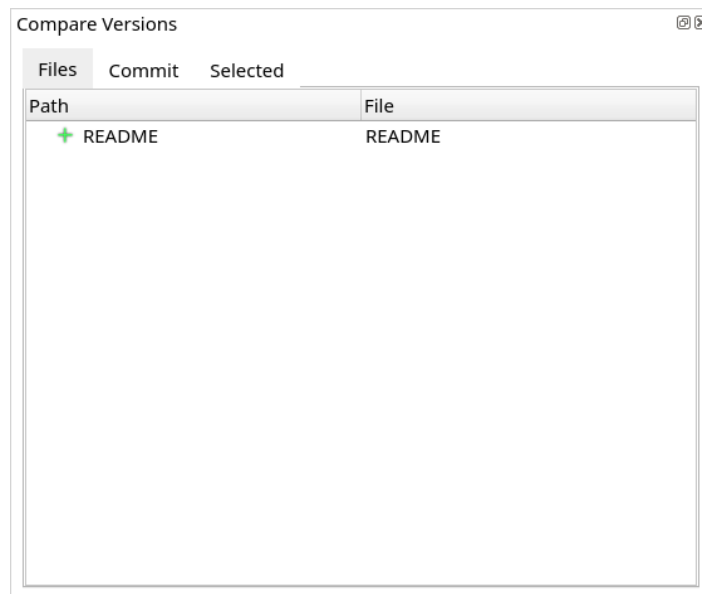 Compare Versions
Files Commit Selected
Path File
README README